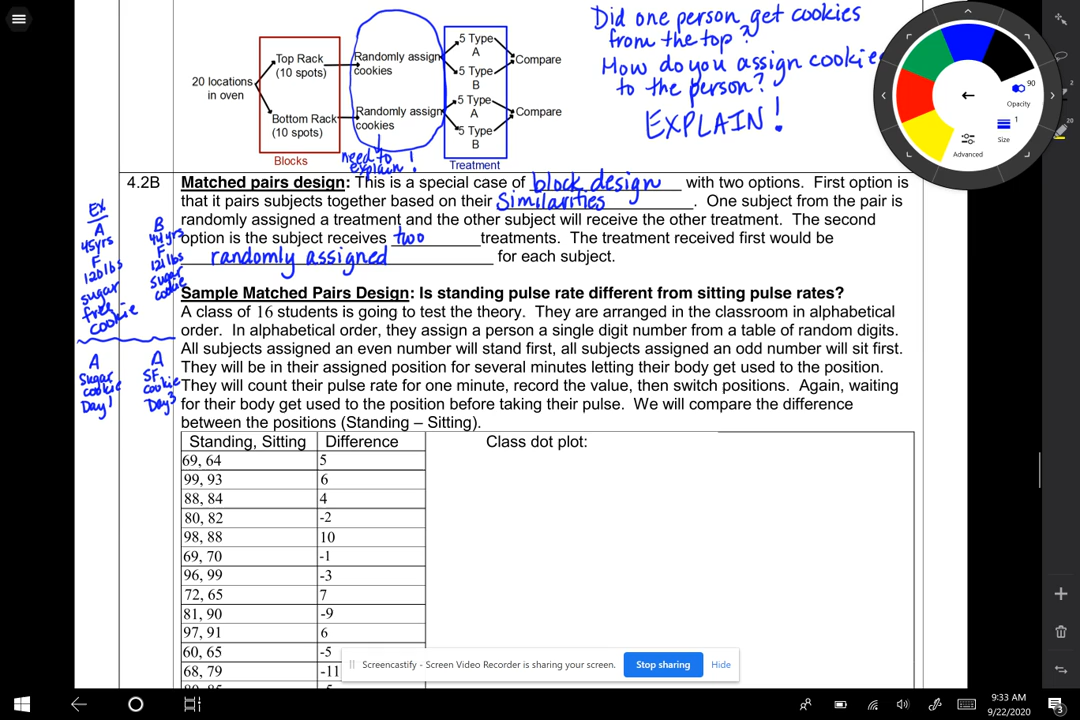 Did one person get cookies
from the top?
How do you assign cookie
to the person?
EXPLAIN!
20 locations
in oven
Top Rack
(10 spots)
Bottom Rack
(10 spots)
Blocks
Randomly assign
cookies
Randomly assign
cookies
need to
explain!
5 Type
A
5 Type
B
5 Type
A
5 Type
B
Treatment
Compare
Compare
90
Opacity
1
Size
Advanced
2
20
4.2B
Matched pairs design: This is a special case of block design with two options. First option is
that it pairs subjects together based on their Similarities. One subject from the pair is
randomly assigned a treatment and the other subject will receive the other treatment. The second
option is the subject receives two treatments. The treatment received first would be
randomly assigned for each subject.
Ex
A
45yrs
F
120lbs
sugar
free
cookie
B
44yrs
F
121lbs
sugar
cookie
A
Sugar
cookie
Day 1
A
SF
cookie
Day 3
Sample Matched Pairs Design: Is standing pulse rate different from sitting pulse rates?
A class of 16 students is going to test the theory. They are arranged in the classroom in alphabetical
order. In alphabetical order, they assign a person a single digit number from a table of random digits.
All subjects assigned an even number will stand first, all subjects assigned an odd number will sit first.
They will be in their assigned position for several minutes letting their body get used to the position.
They will count their pulse rate for one minute, record the value, then switch positions. Again, waiting
for their body get used to the position before taking their pulse. We will compare the difference
between the positions (Standing – Sitting).
Standing, Sitting Difference Class dot plot:
69, 64 5
99, 93 6
88, 84 4
80, 82 -2
98, 88 10
69, 70 -1
96, 99 -3
72, 65 7
81, 90 -9
97, 91 6
60, 65 -5
68, 79 -11
Screencastify - Screen Video Recorder is sharing your screen.
Stop sharing
Hide
9:33 AM
9/22/2020
3